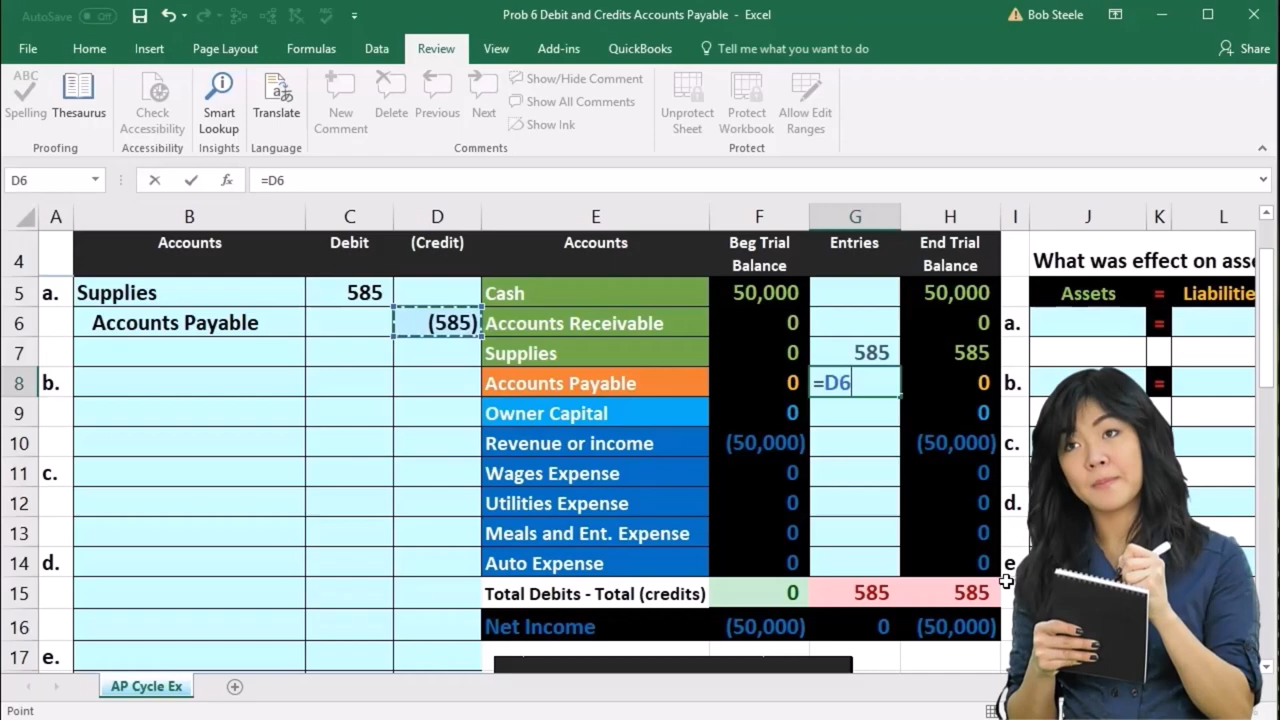 AutoSave Off
Prob 6 Debit and Credits Accounts Payable - Excel
Bob Steele
File Home Insert Page Layout Formulas Data Review View Add-ins QuickBooks Tell me what you want to do Share
ABC
Spelling Thesaurus
Proofing
Check Accessibility
Accessibility
Smart Lookup
Insights
Translate
Language
New Comment Delete Previous Next
Show/Hide Comment
Show All Comments
Show Ink
Comments
Unprotect Sheet Protect Workbook Allow Edit Ranges
Protect
D6 fx =D6
A B C D E F G H I J K L
4 Accounts Debit (Credit) Accounts Beg Trial Balance Entries End Trial Balance What was effect on asse
5 a. Supplies 585 Cash 50,000 50,000 Assets = Liabilitie
6 Accounts Payable (585) Accounts Receivable 0 0 a. =
7 Supplies 0 585 585
8 b. Accounts Payable 0 =D6 0 b. =
9 Owner Capital 0 0
10 Revenue or income (50,000) (50,000) c.
11 c. Wages Expense 0 0
12 Utilities Expense 0 0 d.
13 Meals and Ent. Expense 0 0
14 d. Auto Expense 0 0 e
15 Total Debits - Total (credits) 0 585 585
16 Net Income (50,000) 0 (50,000)
17 e.
AP Cycle Ex
Point